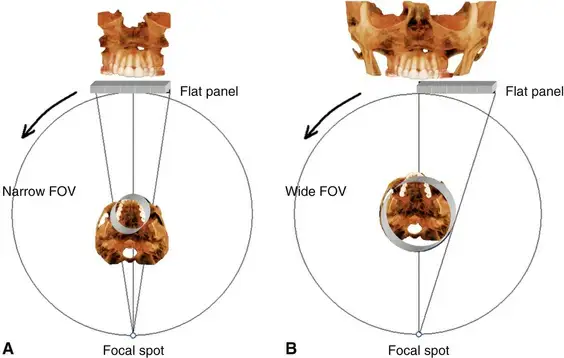 Flat panel
Flat panel
Narrow FOV
Wide FOV
A
Focal spot
B
Focal spot